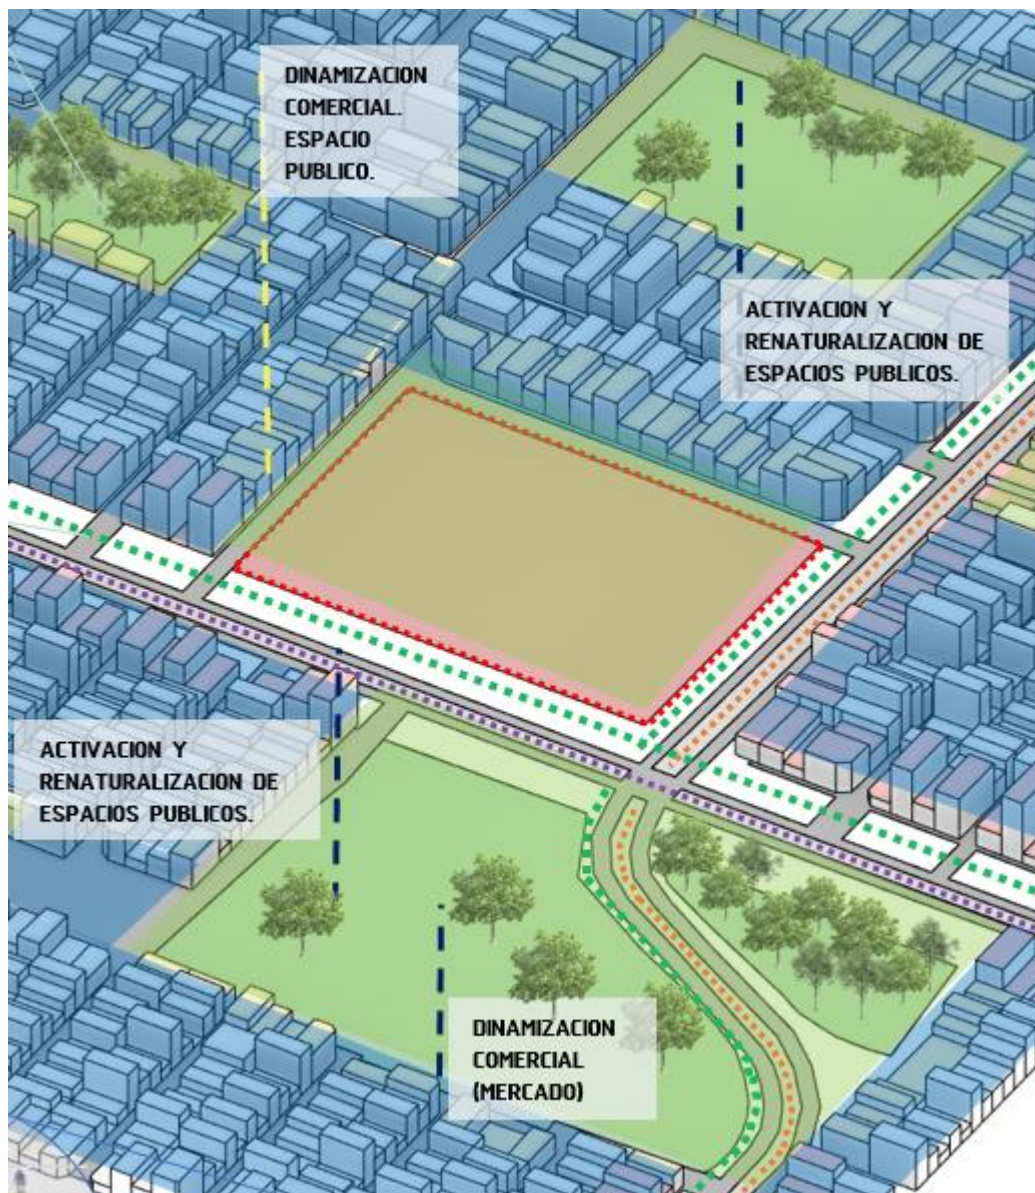 DINAMIZACION
COMERCIAL.
ESPACIO
PUBLICO.
ACTIVACION Y
RENATURALIZACION DE
ESPACIOS PUBLICOS.
ACTIVACION Y
RENATURALIZACION DE
ESPACIOS PUBLICOS.
DINAMIZACION
COMERCIAL
(MERCADO)